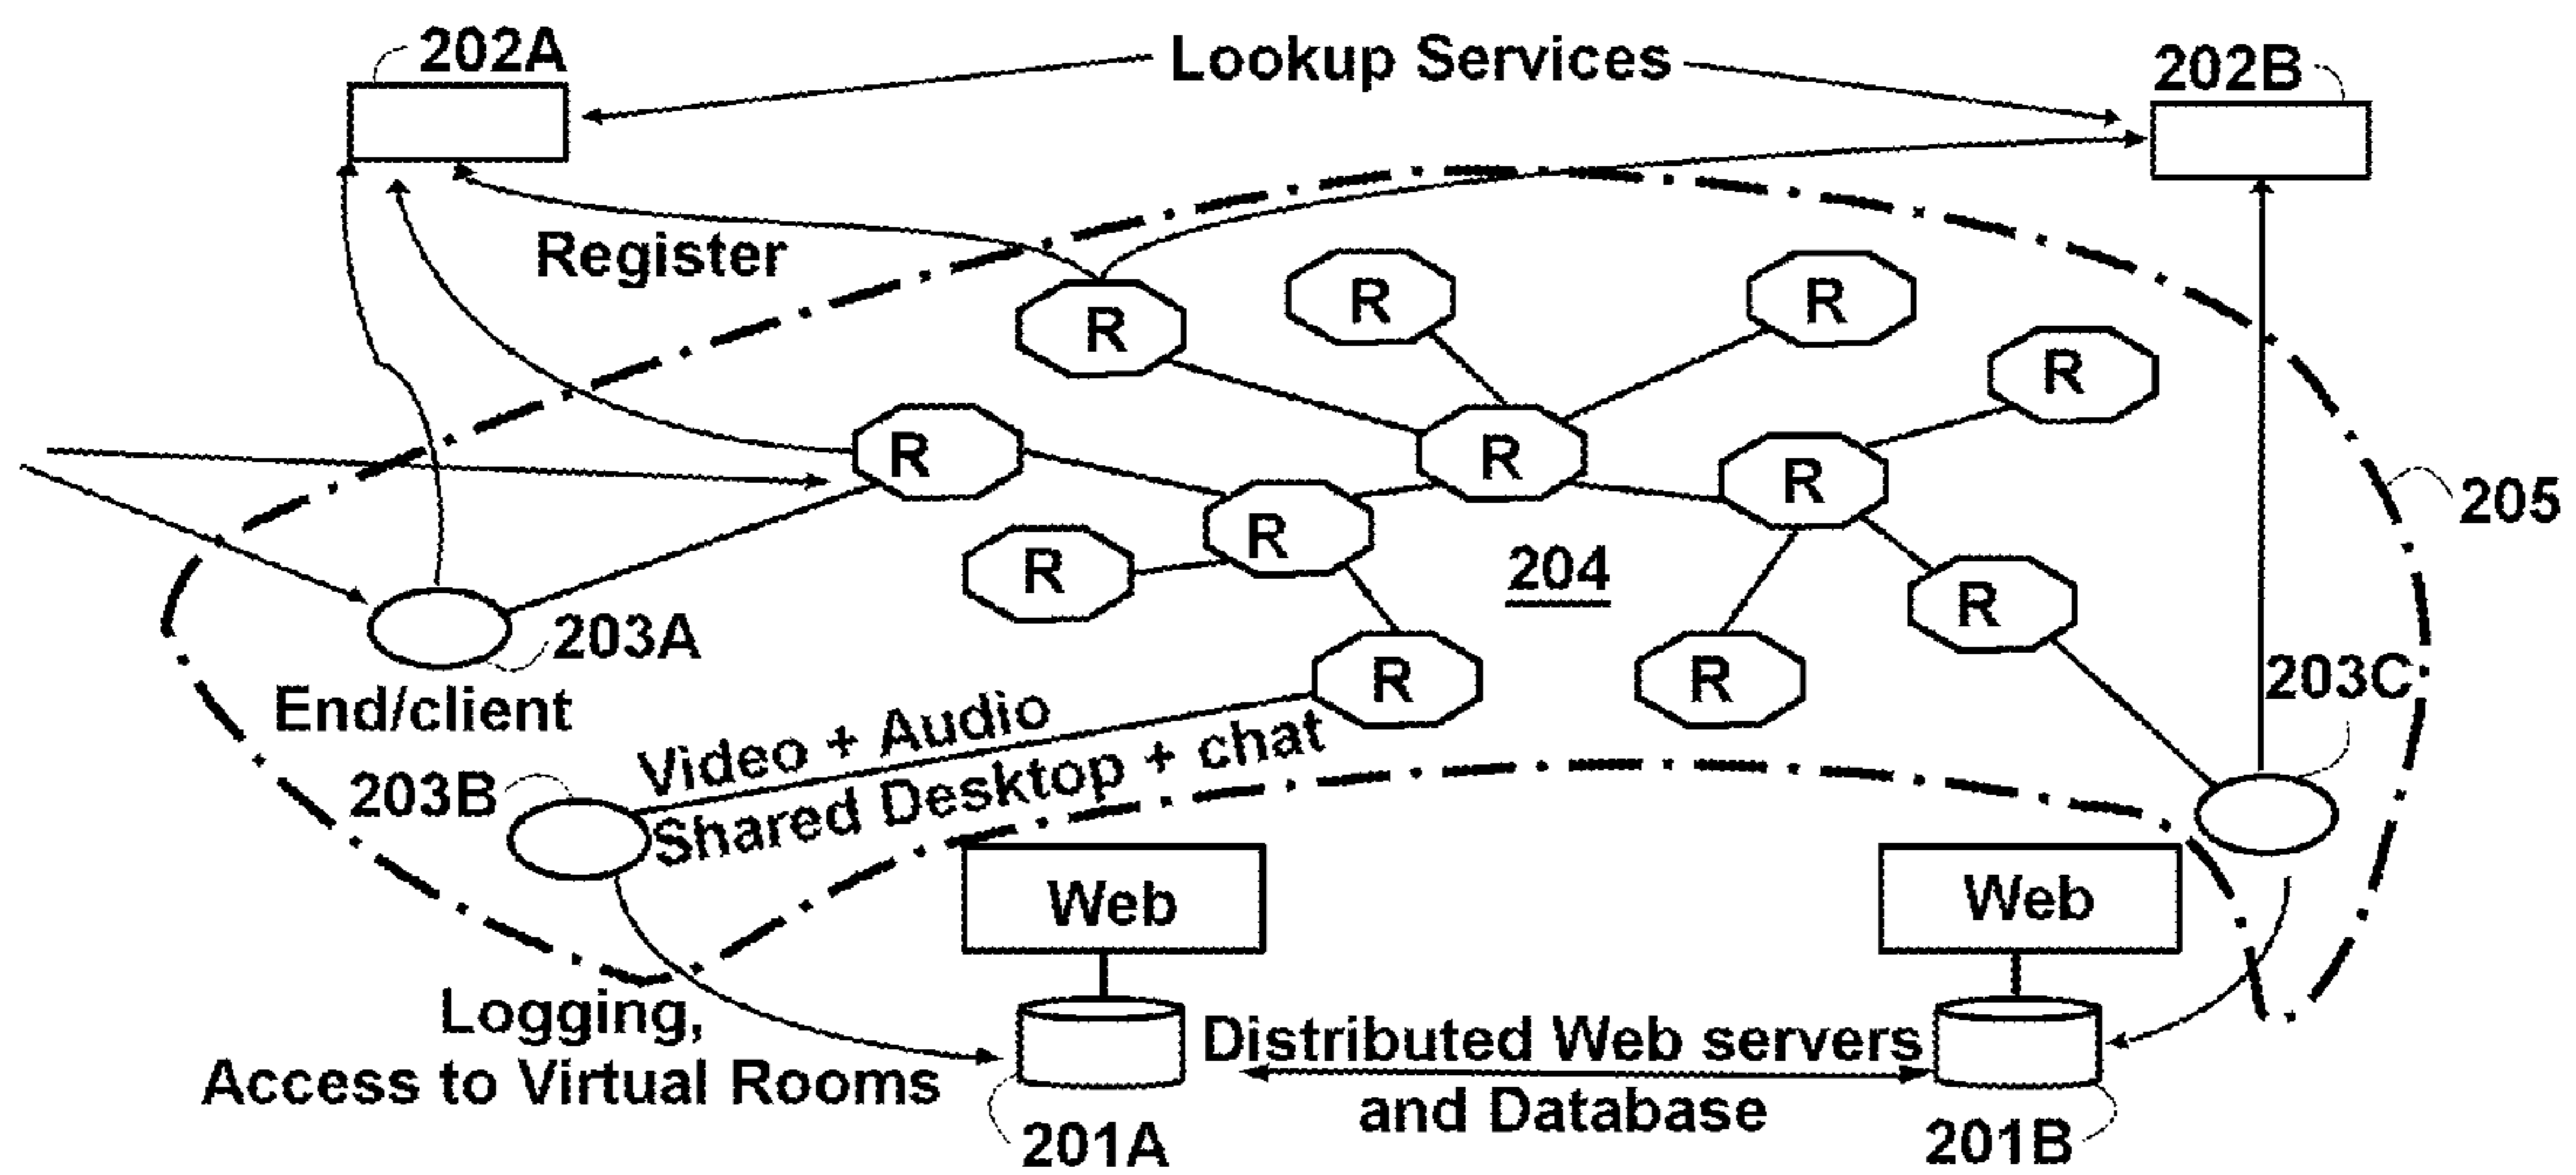 202A
Lookup Services
202B
Register
R
R
R
R
R
R
R
R
R
R
R
R
204
205
203A
End/client
203C
Video + Audio
Shared Desktop + chat
203B
Web
Web
Logging,
Access to Virtual Rooms
Distributed Web servers
and Database
201A
201B